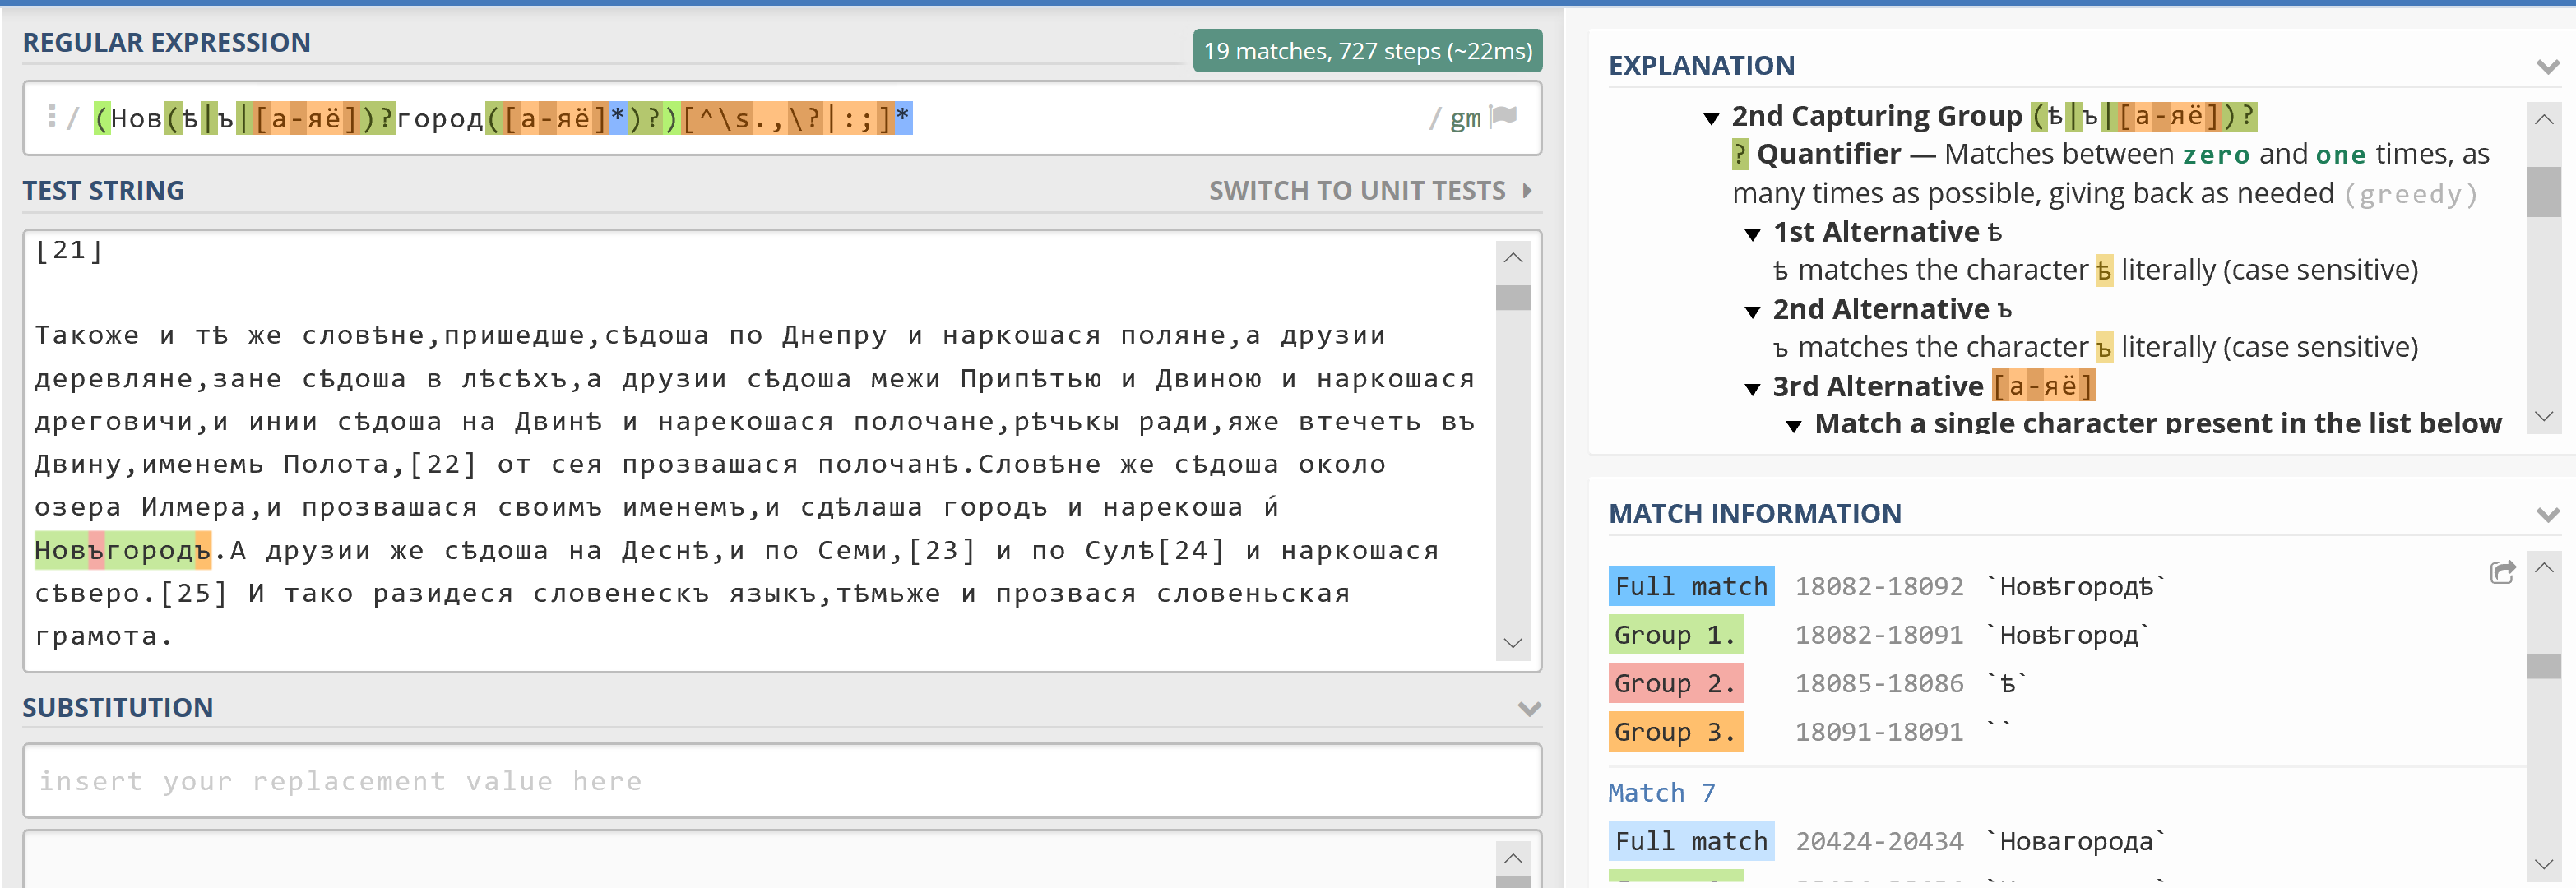 REGULAR EXPRESSION
19 matches, 727 steps (~22ms)
/ (Нов(ѣ|ъ|[а-яё])?город([а-яё]*)?)[^\s.,\?|:;]* / gm
TEST STRING
SWITCH TO UNIT TESTS
[21]
Такоже и тѣ же словѣне,пришедше,сѣдоша по Днепру и наркошася поляне,а друзии
деревляне,зане сѣдоша в лѣсѣхъ,а друзии сѣдоша межи Припѣтью и Двиною и наркошася
дреговичи,и инии сѣдоша на Двинѣ и нарекошася полочане,рѣчькы ради,яже втечеть въ
Двину,именемь Полота,[22] от сея прозвашася полочанѣ.Словѣне же сѣдоша около
озера Илмера,и прозвашася своимъ именемъ,и сдѣлаша городъ и нарекоша и́
Новъгородъ.А друзии же сѣдоша на Деснѣ,и по Семи,[23] и по Сулѣ[24] и наркошася
сѣверо.[25] И тако разидеся словенескъ языкъ,тѣмьже и прозвася словеньская
грамота.
SUBSTITUTION
insert your replacement value here
EXPLANATION
2nd Capturing Group (ѣ|ъ|[а-яё])?
? Quantifier — Matches between zero and one times, as
many times as possible, giving back as needed (greedy)
1st Alternative ѣ
ѣ matches the character ѣ literally (case sensitive)
2nd Alternative ъ
ъ matches the character ъ literally (case sensitive)
3rd Alternative [а-яё]
Match a single character present in the list below
MATCH INFORMATION
Full match 18082-18092 `Новѣгородѣ`
Group 1. 18082-18091 `Новѣгород`
Group 2. 18085-18086 `ѣ`
Group 3. 18091-18091 ``
Match 7
Full match 20424-20434 `Новагорода`